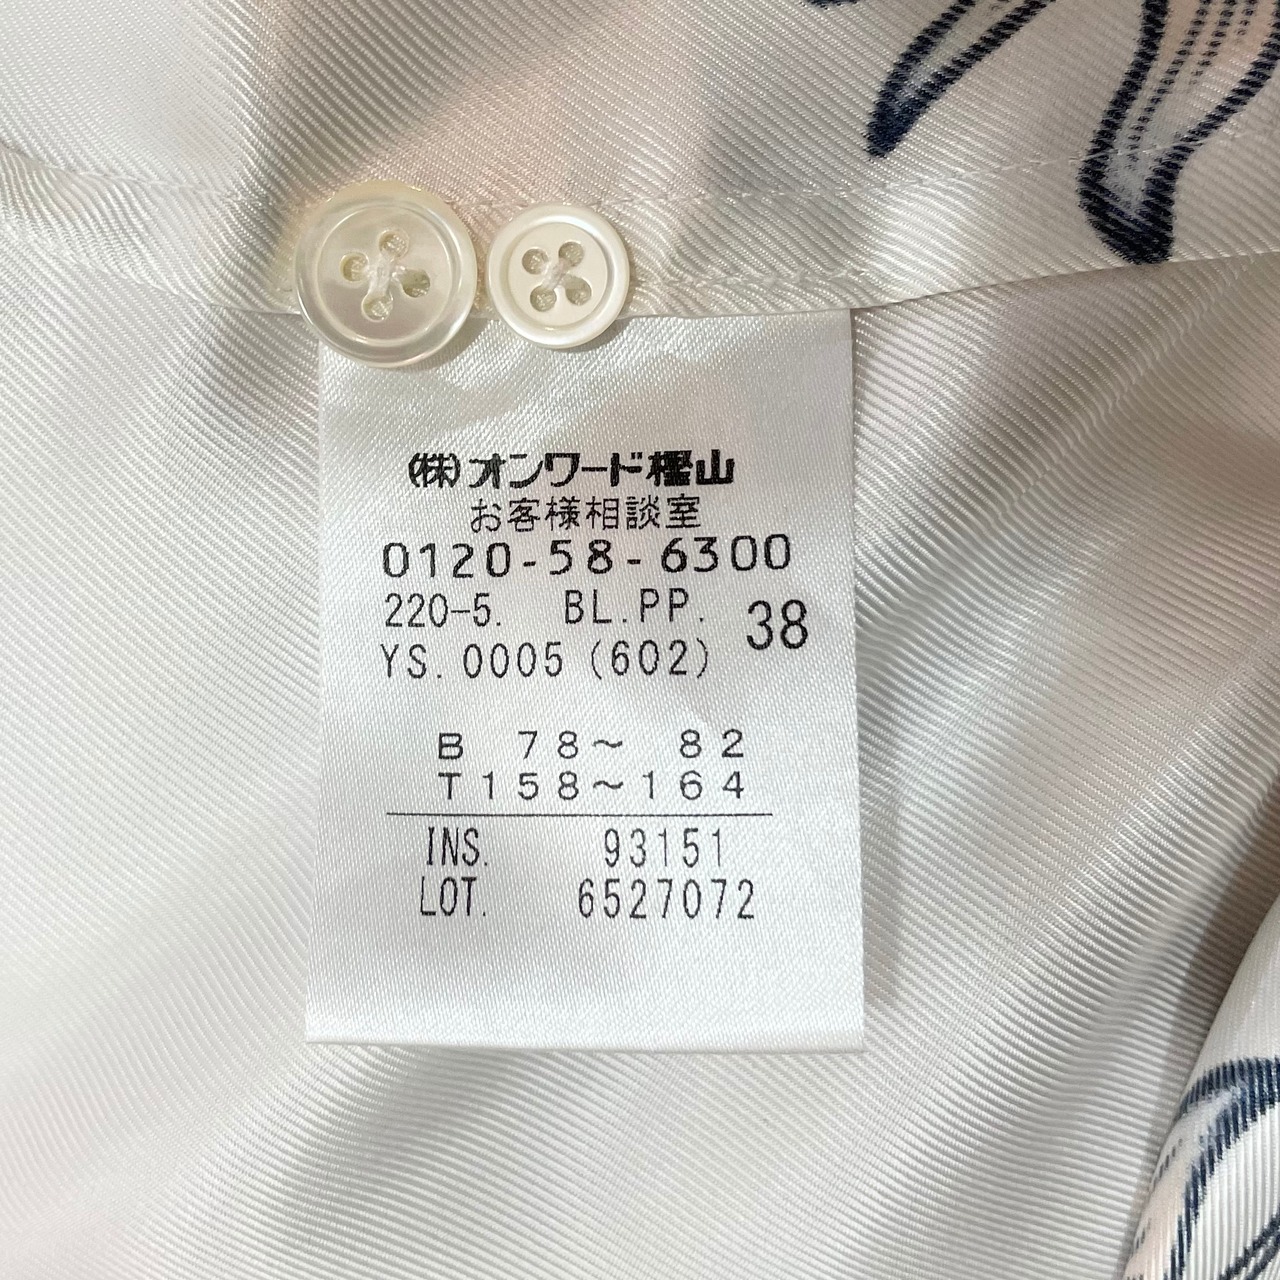 (株)オンワード樫山
お客様相談室
0120-58-6300
220-5. BL.PP. 38
YS.0005(602)
B 78～ 82
T158～164
INS. 93151
LOT. 6527072